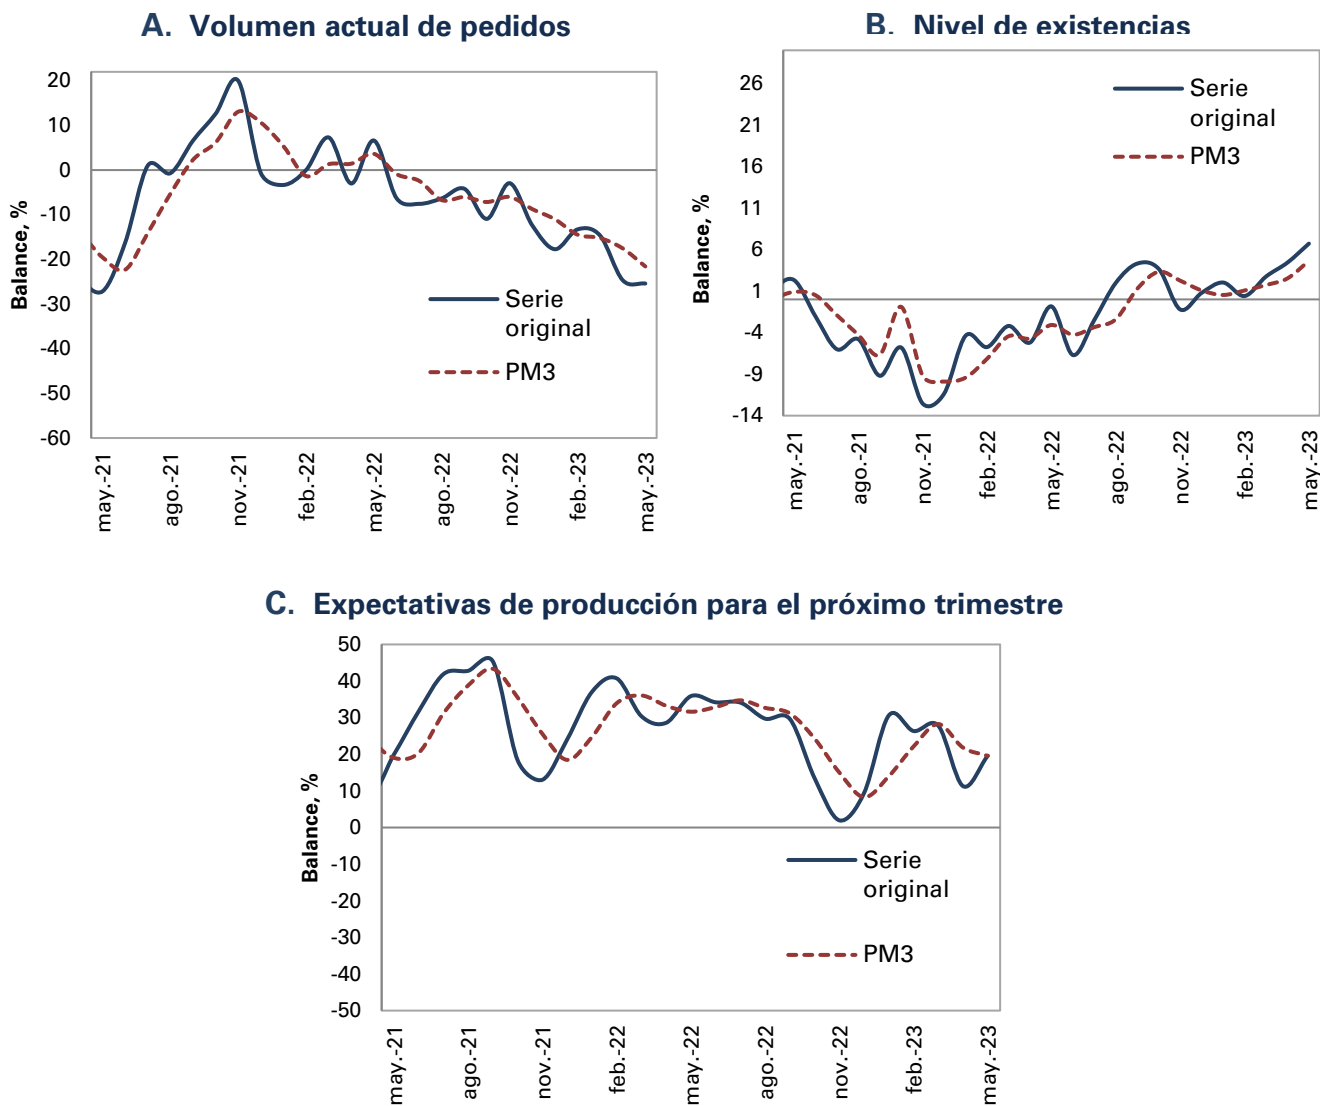 A. Volumen actual de pedidos
Balance, %
20
10
0
-10
-20
-30
-40
-50
-60
Serie
original
PM3
may.-21
ago.-21
nov.-21
feb.-22
may.-22
ago.-22
nov.-22
feb.-23
may.-23
B. Nivel de existencias
Balance, %
26
21
16
11
6
1
-4
-9
-14
Serie
original
PM3
may.-21
ago.-21
nov.-21
feb.-22
may.-22
ago.-22
nov.-22
feb.-23
may.-23
C. Expectativas de producción para el próximo trimestre
Balance, %
50
40
30
20
10
0
-10
-20
-30
-40
-50
Serie
original
PM3
may.-21
ago.-21
nov.-21
feb.-22
may.-22
ago.-22
nov.-22
feb.-23
may.-23